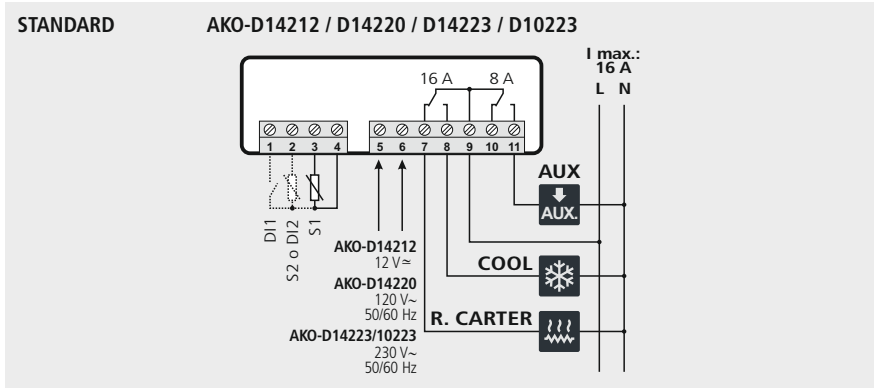 STANDARD AKO-D14212 / D14220 / D14223 / D10223
I max.:
16 A
L N
16 A 8 A
1 2 3 4 5 6 7 8 9 10 11
DI1
S2 o DI2
S1
AUX
AUX.
AKO-D14212
12 V≃
COOL
AKO-D14220
120 V~
50/60 Hz
R. CARTER
AKO-D14223/10223
230 V~
50/60 Hz